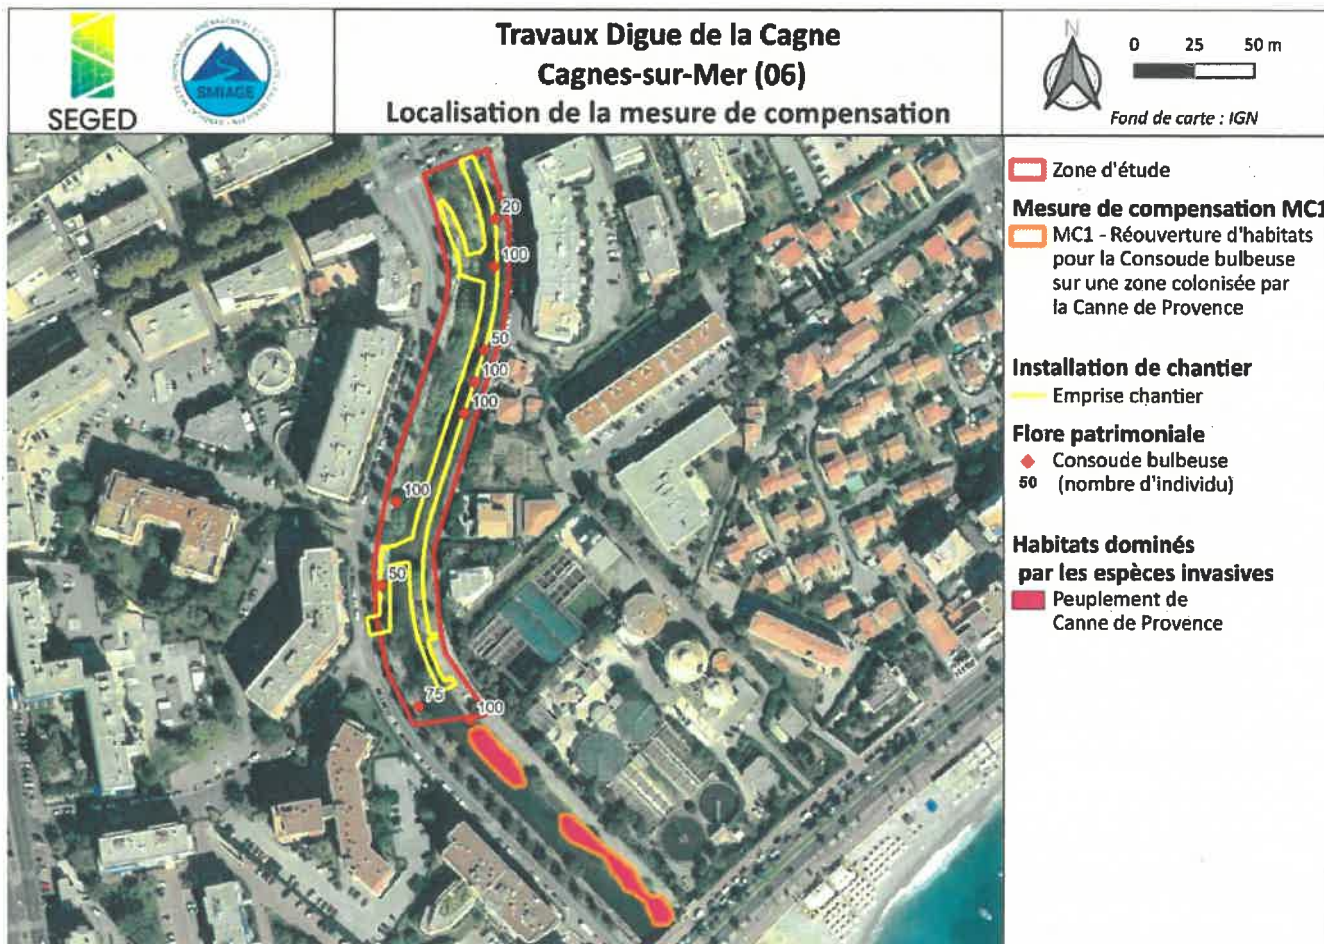 SEGED
SMIAGE
Travaux Digue de la Cagne
Cagnes-sur-Mer (06)
Localisation de la mesure de compensation
N
0 25 50 m
Fond de carte : IGN
Zone d'étude
Mesure de compensation MC1
MC1 - Réouverture d'habitats
pour la Consoude bulbeuse
sur une zone colonisée par
la Canne de Provence
Installation de chantier
Emprise chantier
Flore patrimoniale
Consoude bulbeuse
50 (nombre d'individu)
Habitats dominés
par les espèces invasives
Peuplement de
Canne de Provence
20
100
50
100
100
100
50
75
100